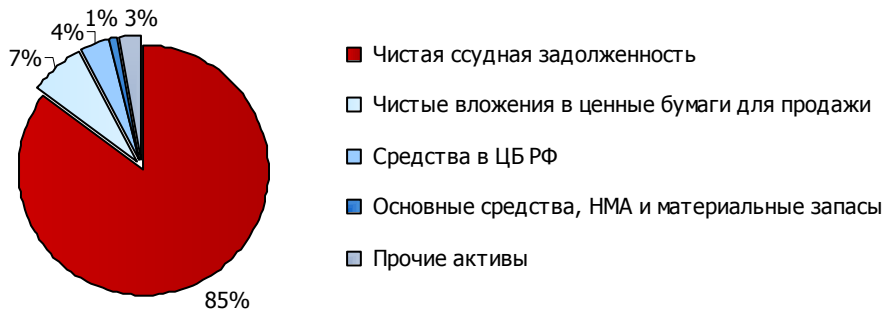 1% 3%
4%
7%
Чистая ссудная задолженность
Чистые вложения в ценные бумаги для продажи
Средства в ЦБ РФ
Основные средства, НМА и материальные запасы
Прочие активы
85%